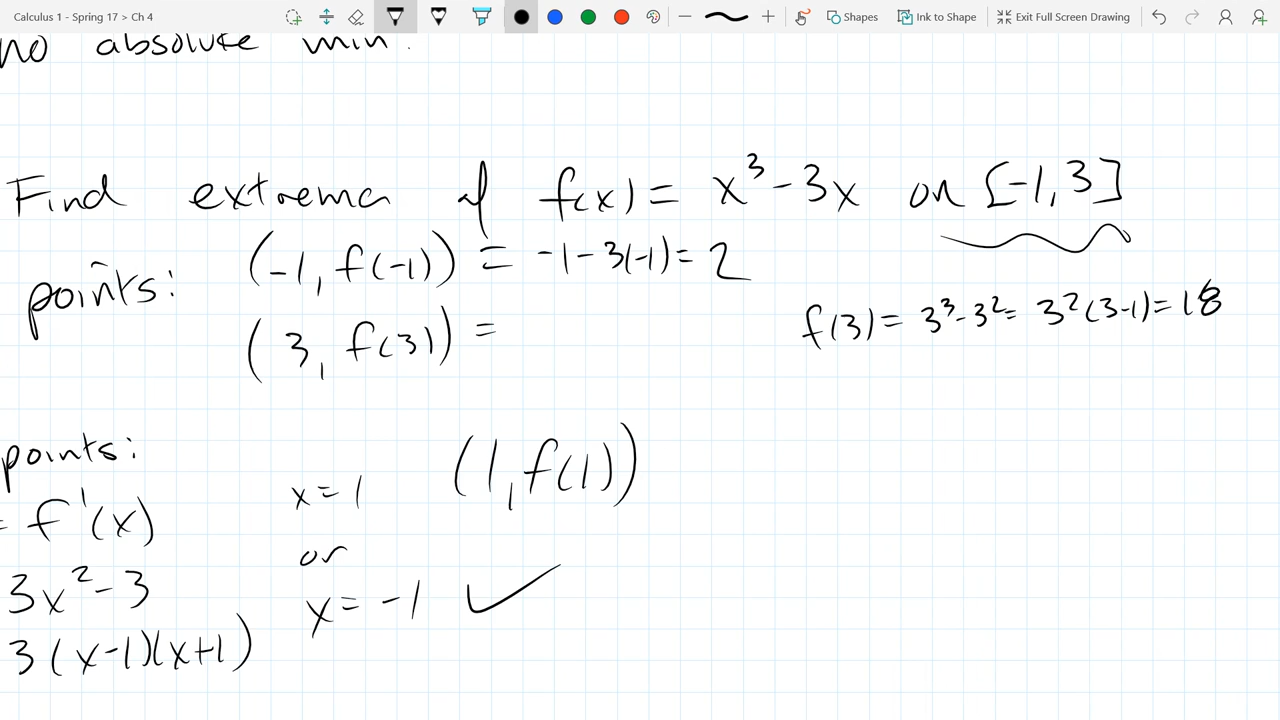 Calculus 1 - Spring 17 > Ch 4
Shapes
Ink to Shape
Exit Full Screen Drawing
no absolute min.
Find extrema of f(x) = x³ - 3x on [-1, 3]
points: (-1, f(-1)) = -1 - 3(-1) = 2
(3, f(3)) =
f(3) = 3³ - 3² = 3²(3-1) = 18
points:
= f'(x)
3x² - 3
3(x-1)(x+1)
x = 1
or
x = -1 ✓
(1, f(1))